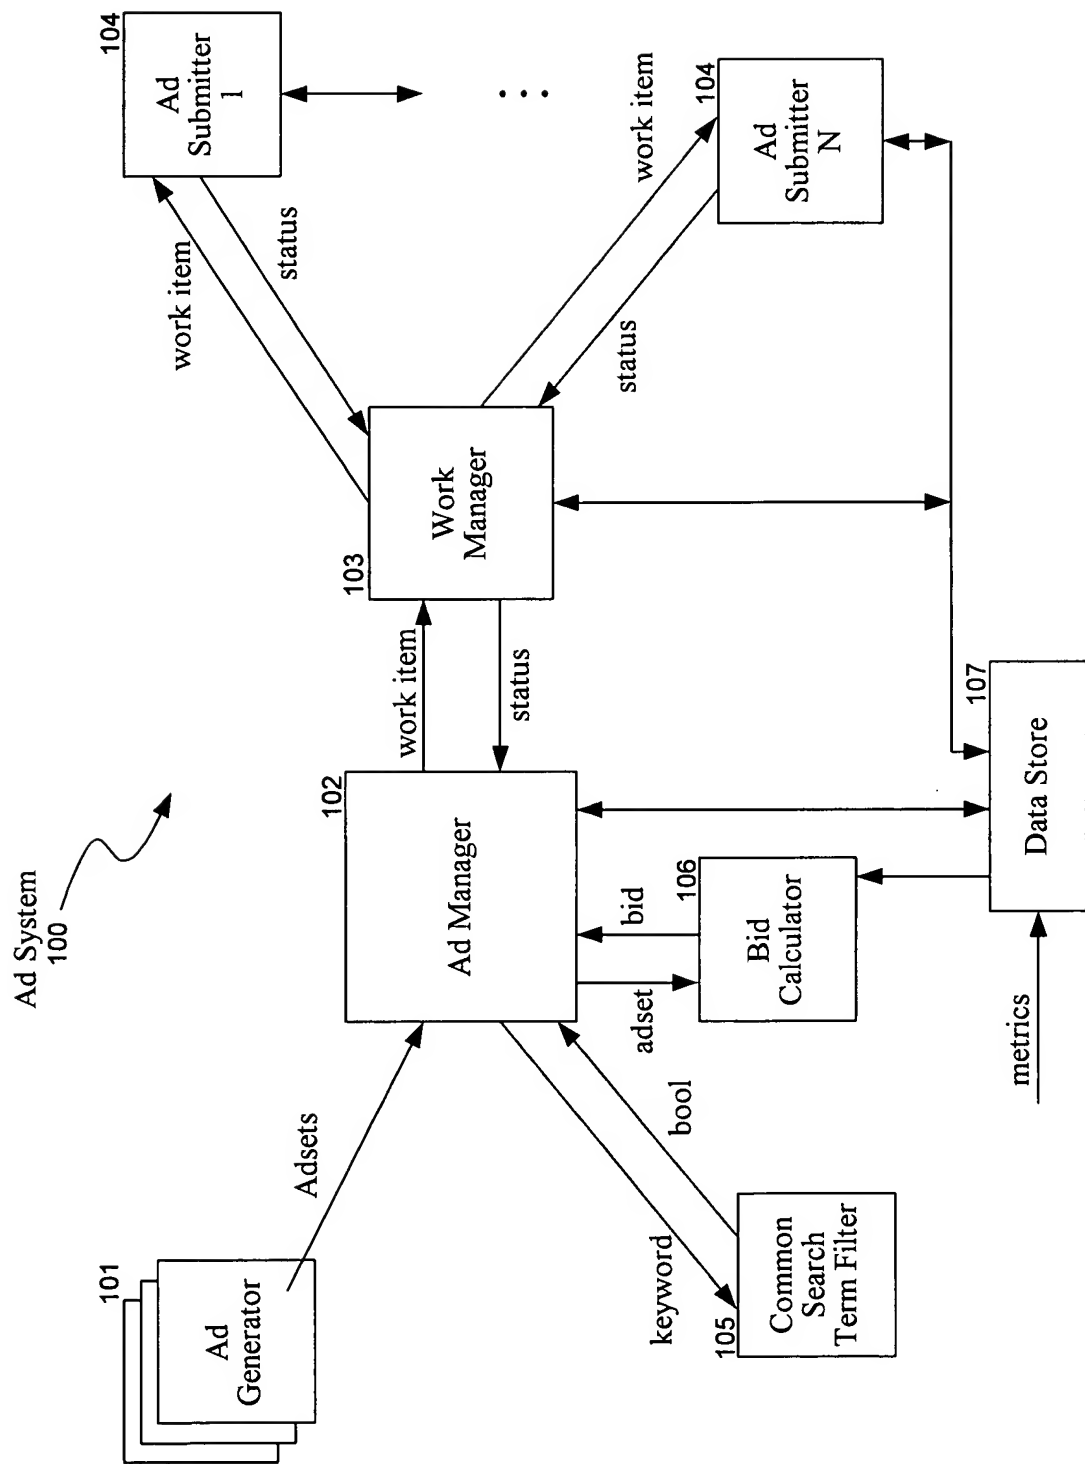 Ad System
100
101
Ad
Generator
Adsets
102
Ad Manager
keyword
bool
105
Common
Search
Term Filter
adset
bid
106
Bid
Calculator
metrics
107
Data Store
work item
status
103
Work
Manager
work item
status
104
Ad
Submitter
1
...
work item
status
104
Ad
Submitter
N